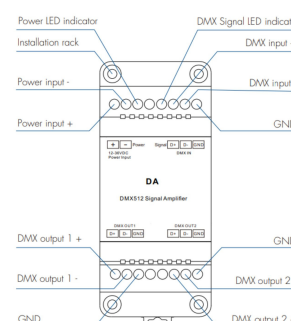 Power LED indicator
DMX Signal LED indicat
Installation rack
DMX input
Power input -
DMX input
Power input +
GN
+ - Power Signal D+ D- GND
12-36VDC
Power Input
DMX IN
DA
DMX512 Signal Amplifier
DMX OUT1 DMX OUT2
D+ D- GND D+ D- GND
DMX output 1 +
GN
DMX output 1 -
DMX output 2
GND
DMX output 2